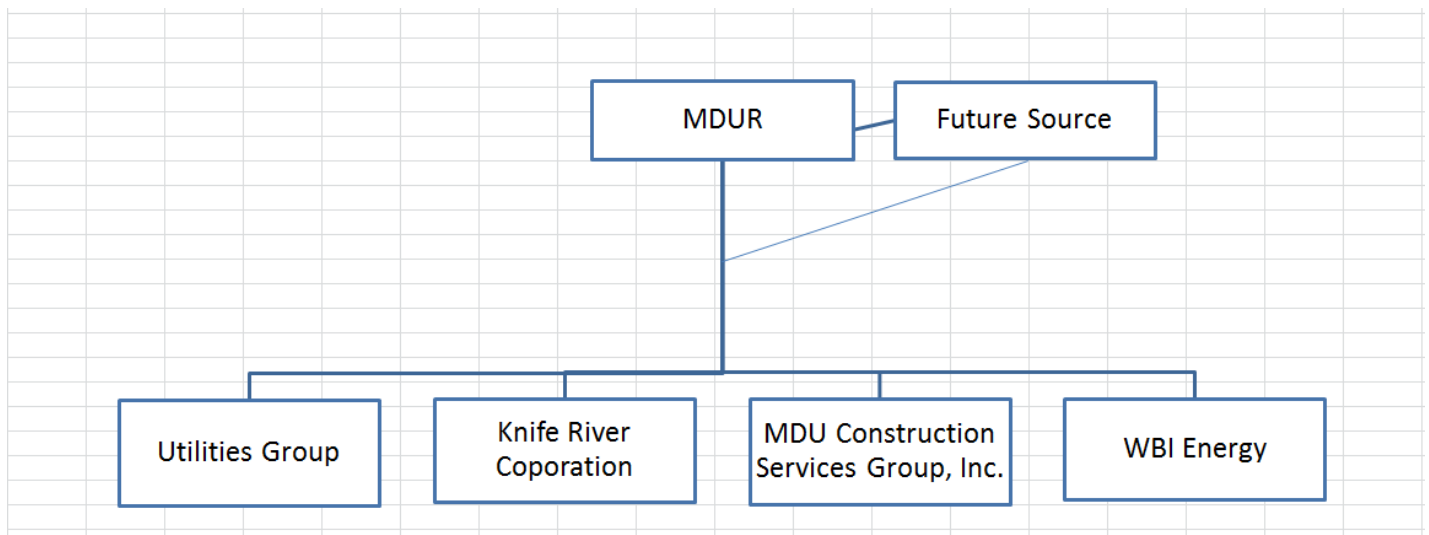 MDUR
Future Source
Utilities Group
Knife River
Coporation
MDU Construction
Services Group, Inc.
WBI Energy